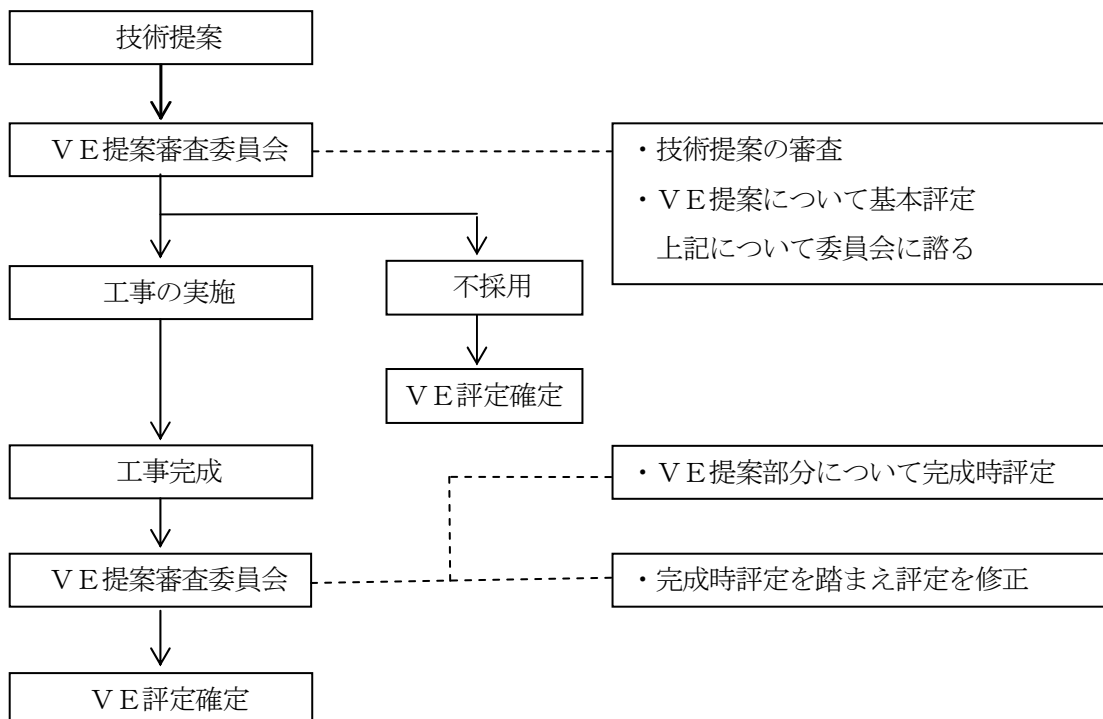 技術提案
ＶＥ提案審査委員会
・技術提案の審査
・ＶＥ提案について基本評定
上記について委員会に諮る
工事の実施
不採用
ＶＥ評定確定
工事完成
・ＶＥ提案部分について完成時評定
ＶＥ提案審査委員会
・完成時評定を踏まえ評定を修正
ＶＥ評定確定